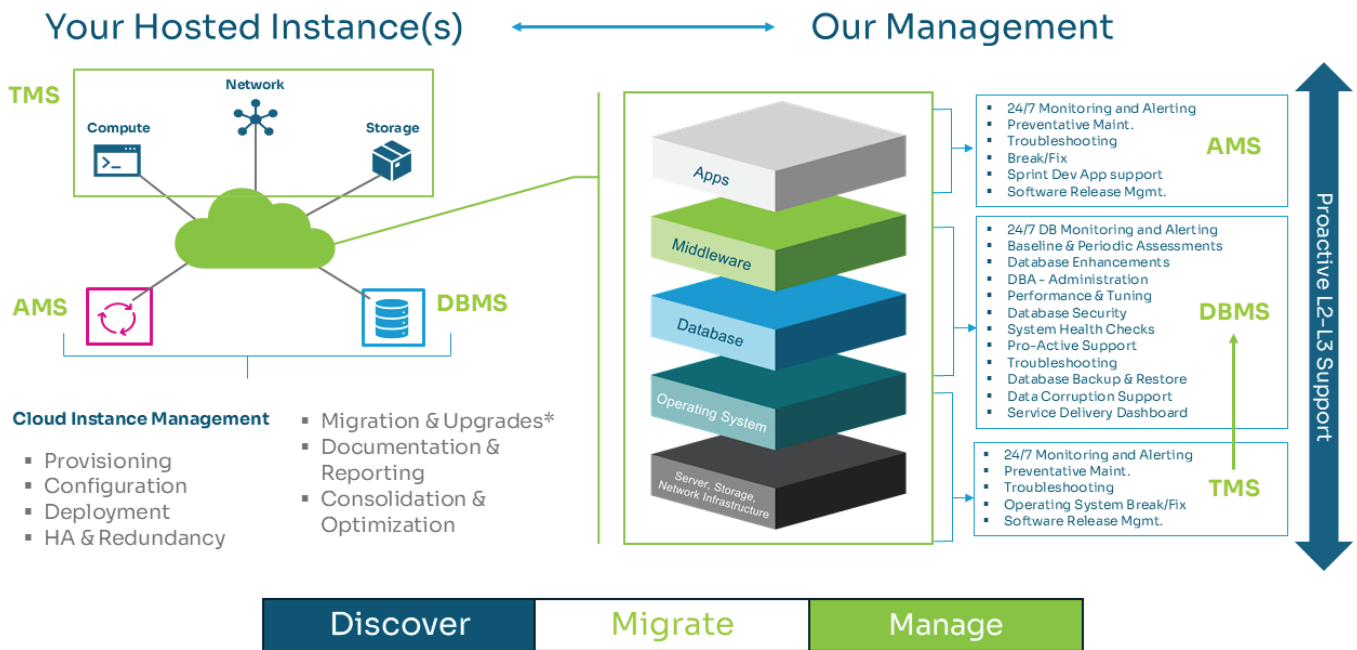 Your Hosted Instance(s)
Our Management
TMS
Network
Compute
Storage
AMS
DBMS
Cloud Instance Management
▪ Provisioning
▪ Configuration
▪ Deployment
▪ HA & Redundancy
▪ Migration & Upgrades*
▪ Documentation &
Reporting
▪ Consolidation &
Optimization
Apps
Middleware
Database
Operating System
Server, Storage,
Network Infrastructure
▪ 24/7 Monitoring and Alerting
▪ Preventative Maint.
▪ Troubleshooting
▪ Break/Fix
▪ Sprint Dev App support
▪ Software Release Mgmt.
AMS
▪ 24/7 DB Monitoring and Alerting
▪ Baseline & Periodic Assessments
▪ Database Enhancements
▪ DBA - Administration
▪ Performance & Tuning
▪ Database Security
▪ System Health Checks
▪ Pro-Active Support
▪ Troubleshooting
▪ Database Backup & Restore
▪ Data Corruption Support
▪ Service Delivery Dashboard
DBMS
▪ 24/7 Monitoring and Alerting
▪ Preventative Maint.
▪ Troubleshooting
▪ Operating System Break/Fix
▪ Software Release Mgmt.
TMS
Proactive L2-L3 Support
Discover
Migrate
Manage